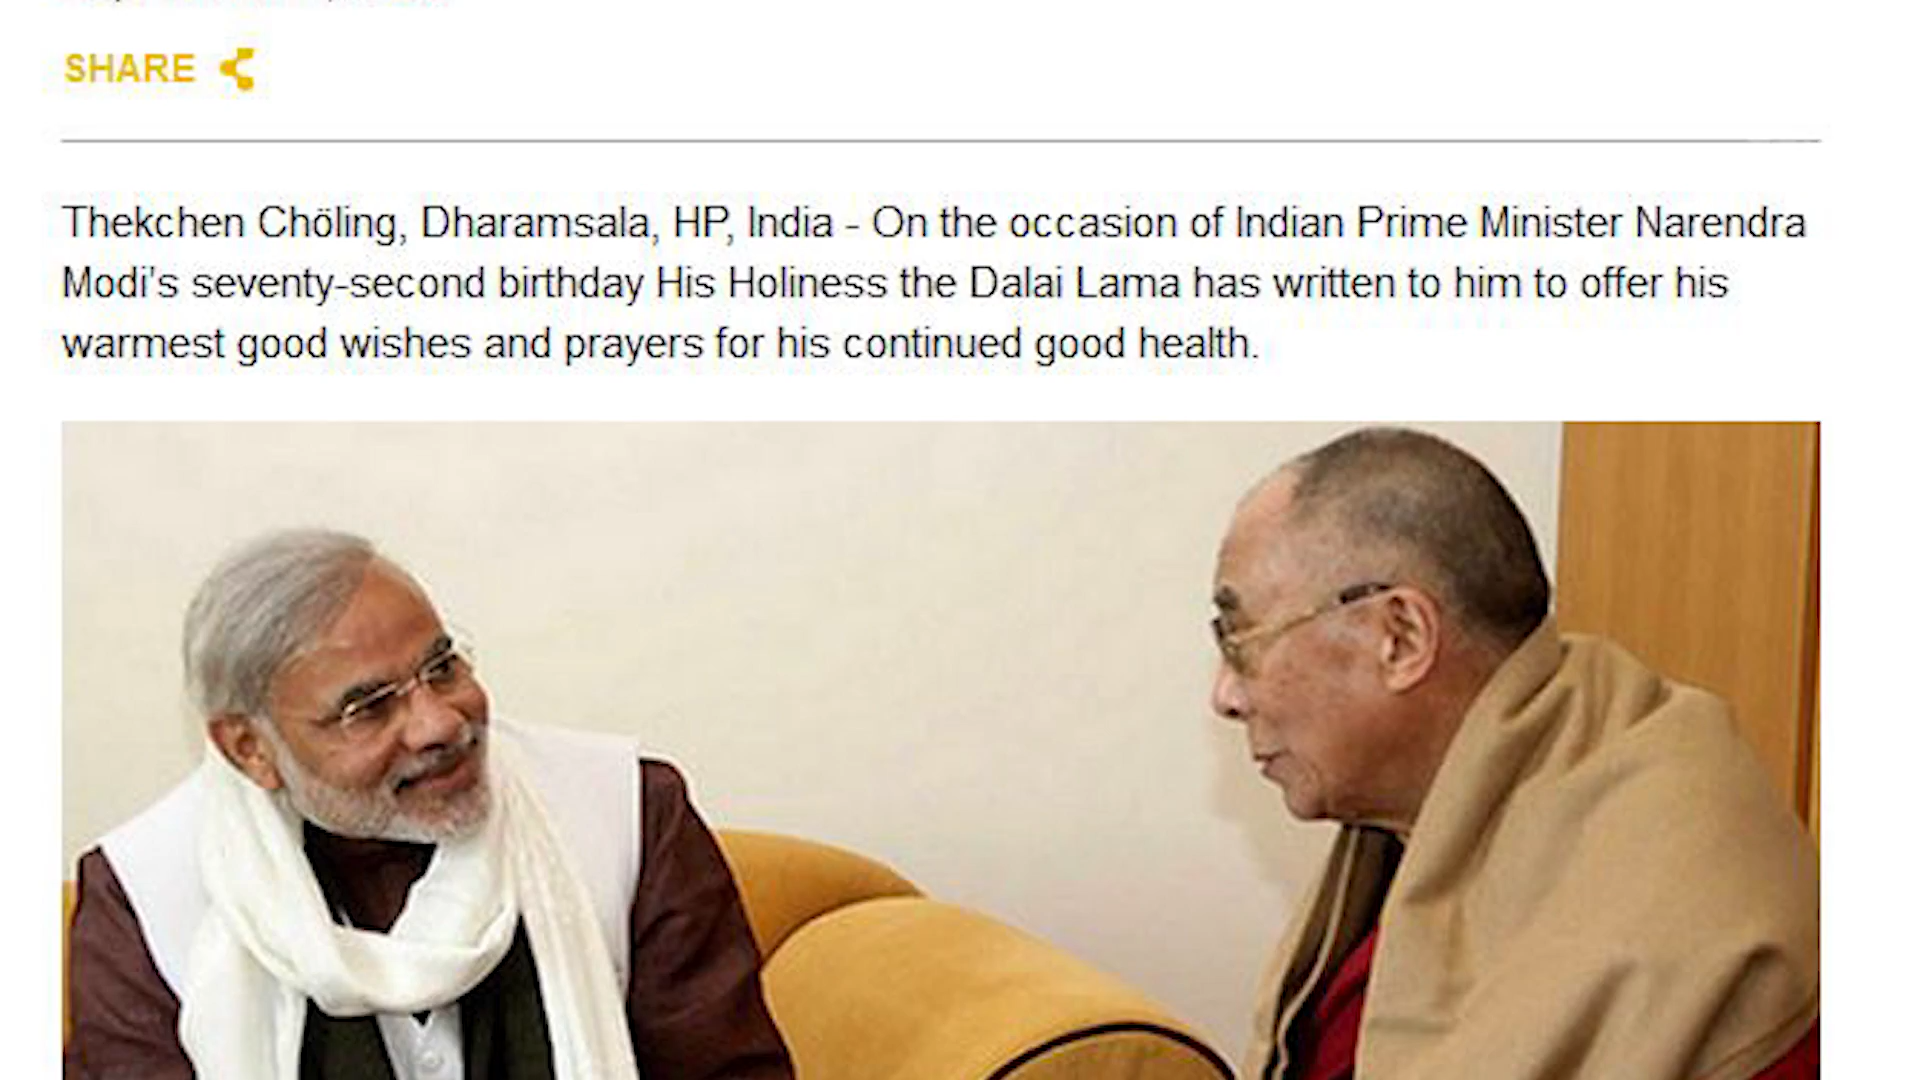 SHARE
Thekchen Chöling, Dharamsala, HP, India - On the occasion of Indian Prime Minister Narendra
Modi's seventy-second birthday His Holiness the Dalai Lama has written to him to offer his
warmest good wishes and prayers for his continued good health.